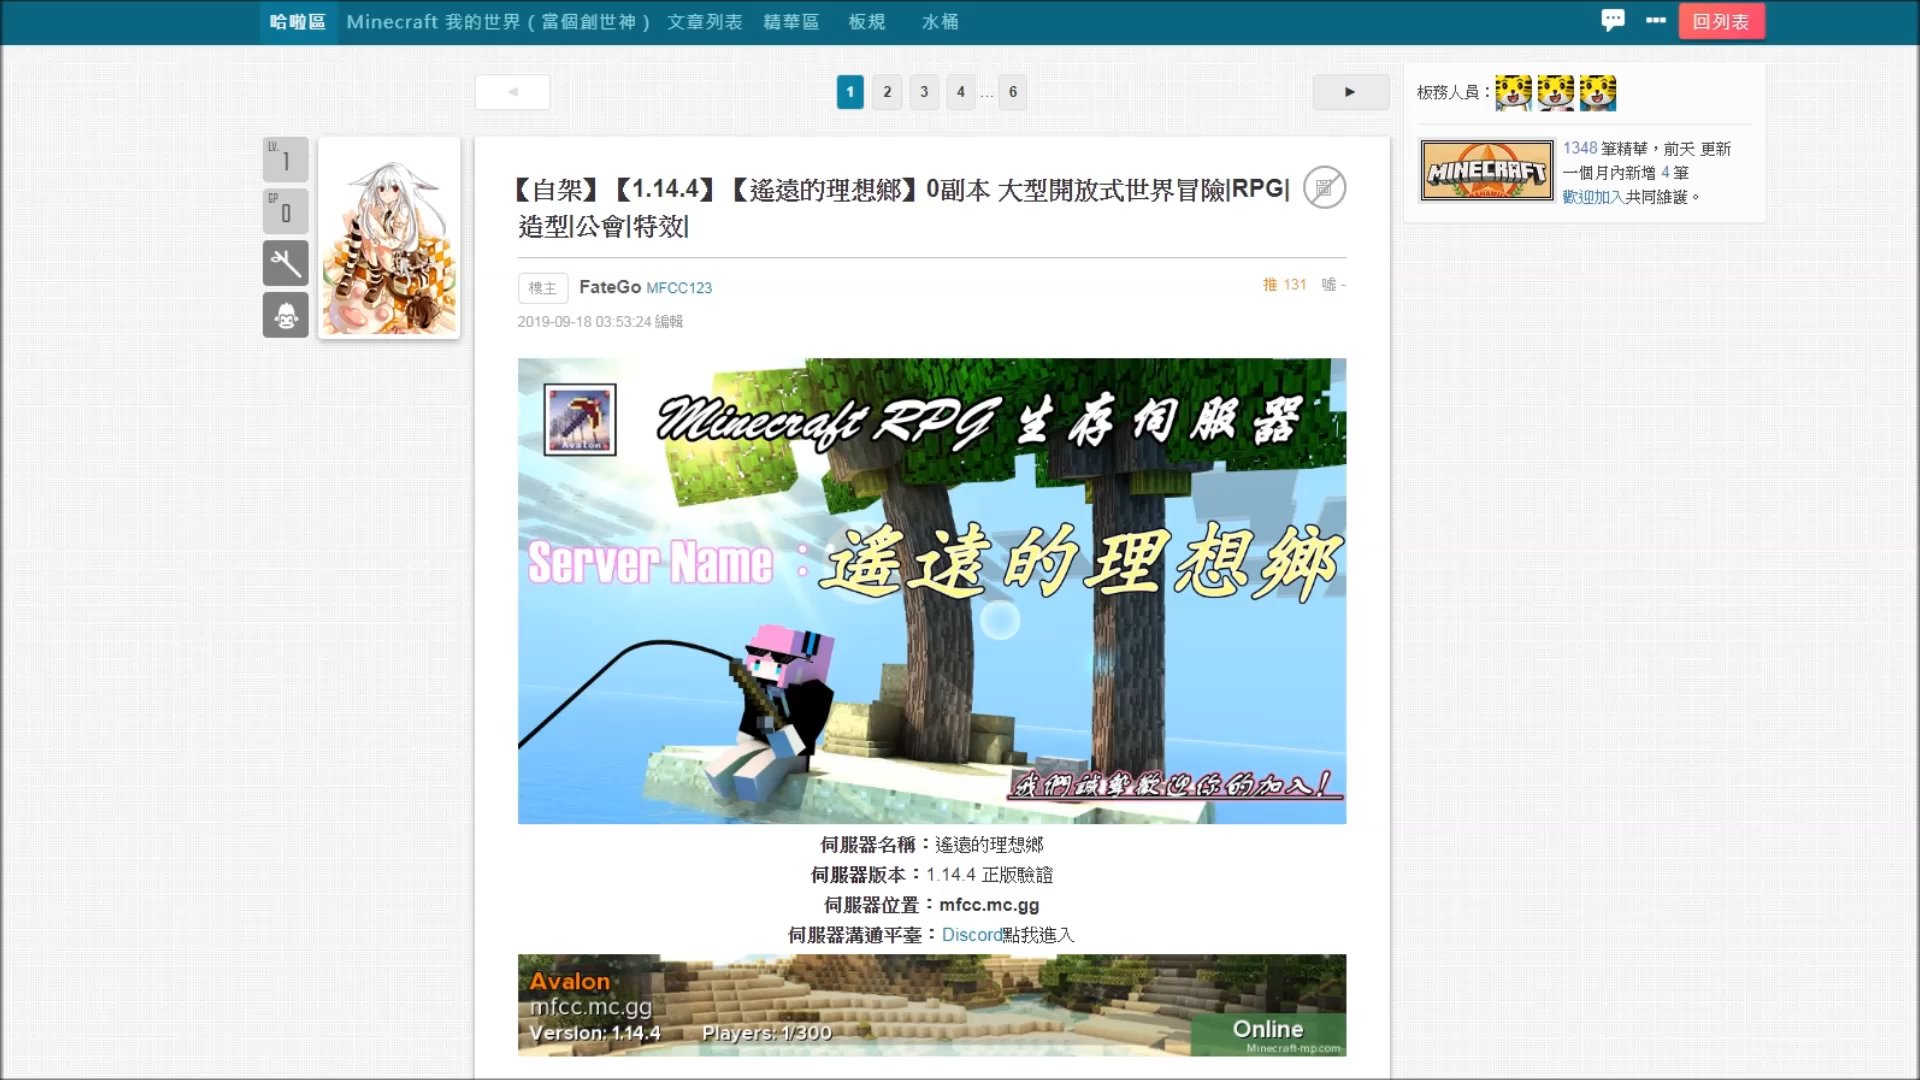 哈啦區 Minecraft 我的世界 ( 當個創世神 ) 文章列表 精華區 板規 水桶 回列表
◄ 1 2 3 4 ... 6 ►
板務人員：
LV. 1
GP 0
MINECRAFT
1348 筆精華，前天 更新
一個月內新增 4 筆
歡迎加入共同維護。
【自架】【1.14.4】【遙遠的理想鄉】0副本 大型開放式世界冒險|RPG|
造型|公會|特效|
樓主 FateGo MFCC123 推 131 噓 -
2019-09-18 03:53:24 編輯
Avalon
Minecraft RPG 生存伺服器
Server Name：遙遠的理想鄉
我們誠摯歡迎你的加入!
伺服器名稱：遙遠的理想鄉
伺服器版本：1.14.4 正版驗證
伺服器位置：mfcc.mc.gg
伺服器溝通平臺：Discord點我進入
Avalon
mfcc.mc.gg
Version: 1.14.4 Players: 1/300 Online
Minecraft-mp.com